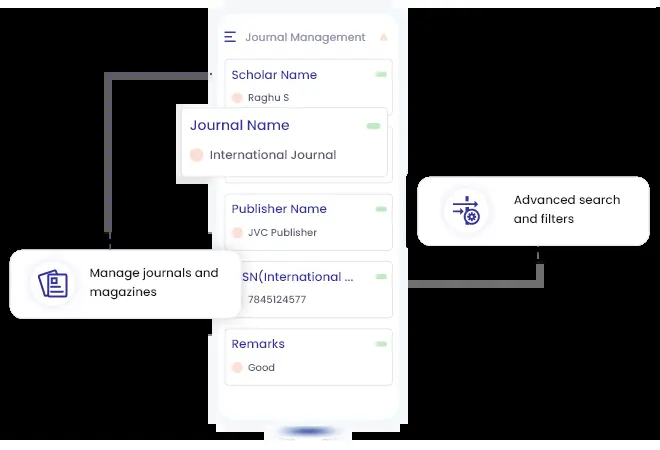 Journal Management
Scholar Name
Raghu S
Journal Name
International Journal
Publisher Name
JVC Publisher
SN(International ...
7845124577
Remarks
Good
Manage journals and
magazines
Advanced search
and filters